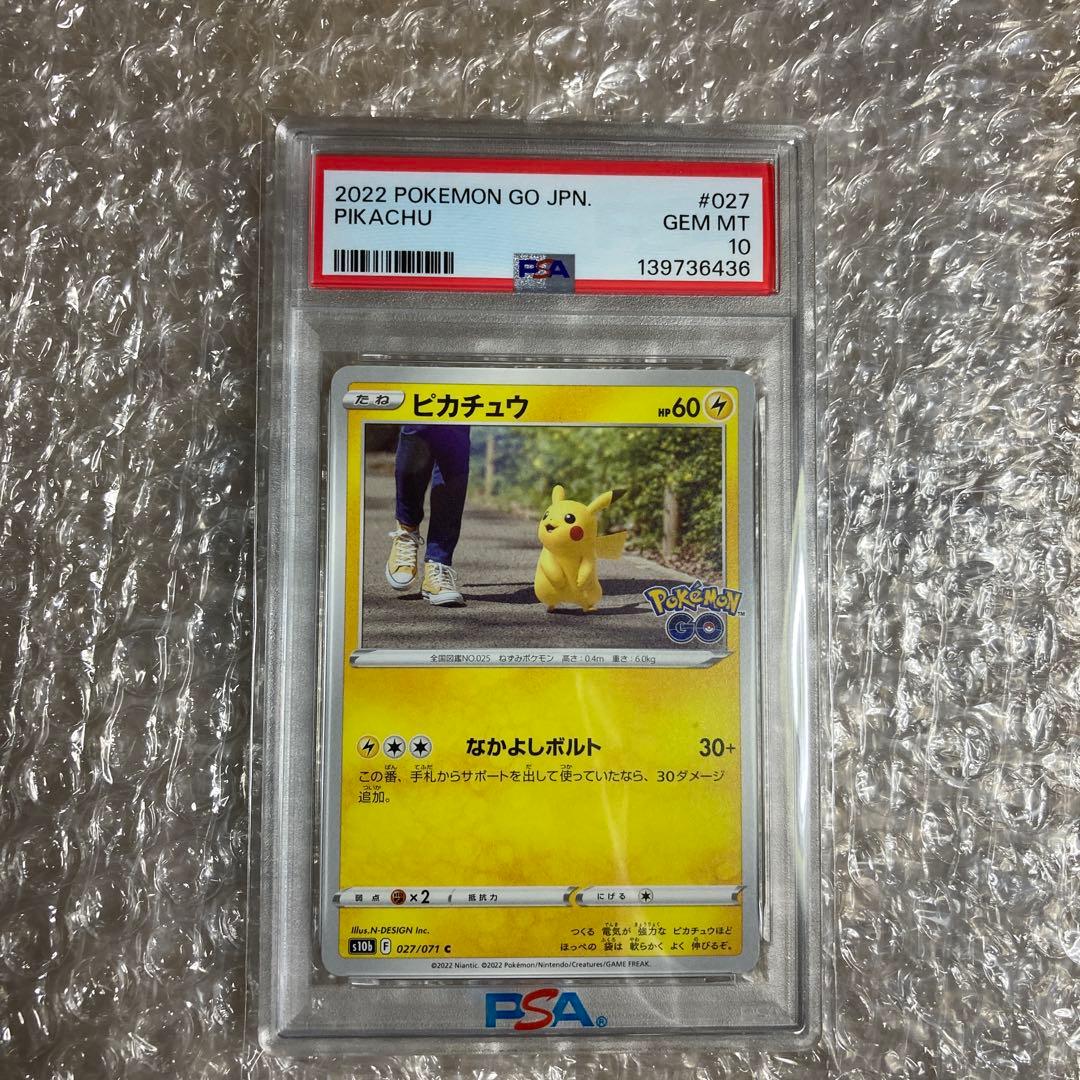 2022 POKEMON GO JPN. #027
PIKACHU GEM MT
10
139736436
PSA
たね ピカチュウ HP60
Pokémon GO™
全国図鑑NO.025 ねずみポケモン 高さ:0.4m 重さ:6.0kg
なかよしボルト 30+
この番、手札からサポートを出して使っていたなら、30ダメージ
追加。
弱点 ×2 抵抗力 にげる
Illus.N-DESIGN Inc.
s10b F 027/071 C
つくる 電気が 強力な ピカチュウほど
ほっぺの 袋は 軟らかく よく 伸びるぞ。
©2022 Niantic. ©2022 Pokémon/Nintendo/Creatures/GAME FREAK.
PSA®